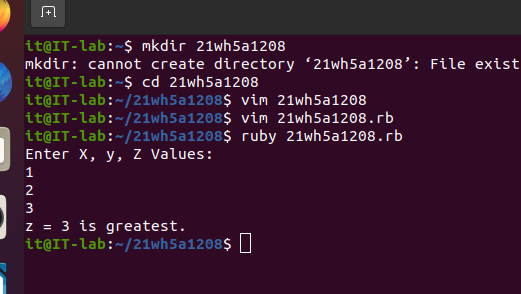 it@IT-lab:~$ mkdir 21wh5a1208
mkdir: cannot create directory ‘21wh5a1208’: File exist
it@IT-lab:~$ cd 21wh5a1208
it@IT-lab:~/21wh5a1208$ vim 21wh5a1208
it@IT-lab:~/21wh5a1208$ vim 21wh5a1208.rb
it@IT-lab:~/21wh5a1208$ ruby 21wh5a1208.rb
Enter X, y, Z Values:
1
2
3
z = 3 is greatest.
it@IT-lab:~/21wh5a1208$